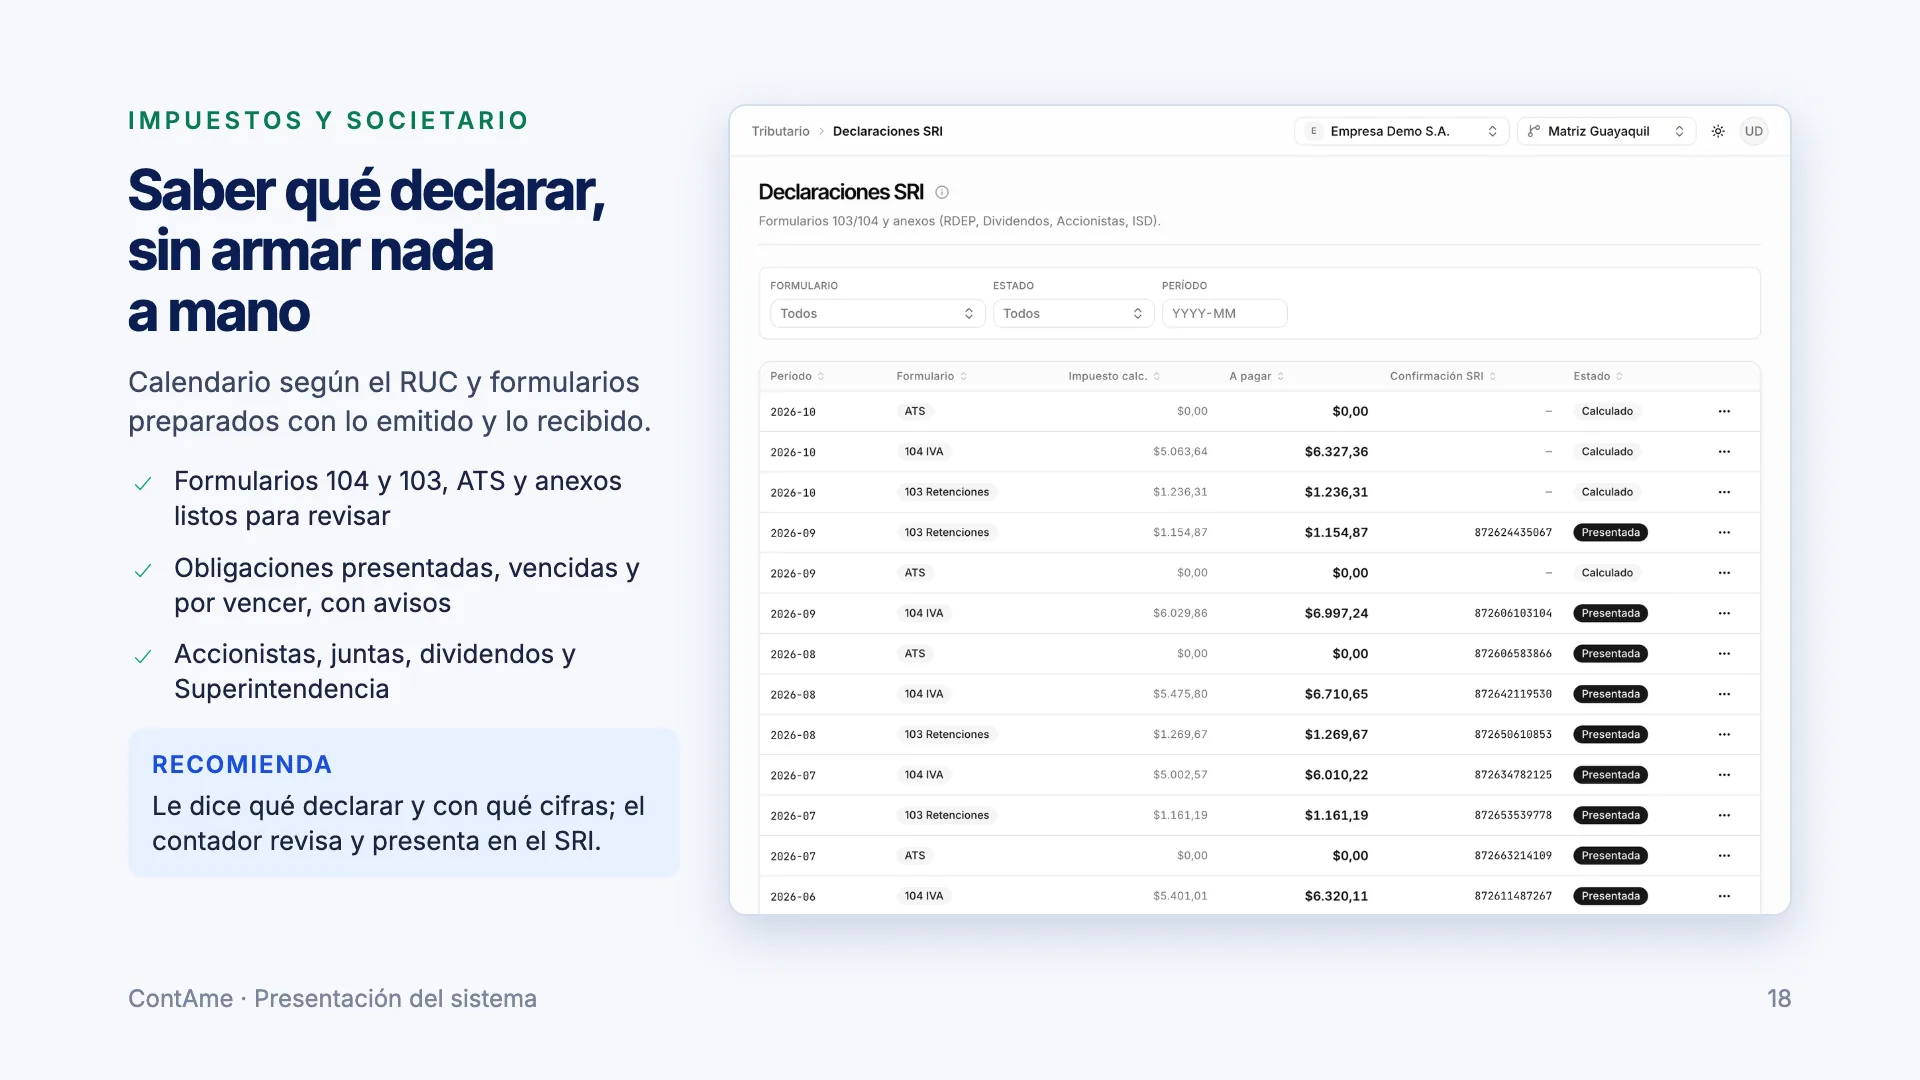 IMPUESTOS Y SOCIETARIO
Saber qué declarar,
sin armar nada
a mano
Calendario según el RUC y formularios
preparados con lo emitido y lo recibido.
Formularios 104 y 103, ATS y anexos
listos para revisar
Obligaciones presentadas, vencidas y
por vencer, con avisos
Accionistas, juntas, dividendos y
Superintendencia
RECOMIENDA
Le dice qué declarar y con qué cifras; el
contador revisa y presenta en el SRI.
Tributario › Declaraciones SRI
E Empresa Demo S.A.
Matriz Guayaquil
UD
Declaraciones SRI
Formularios 103/104 y anexos (RDEP, Dividendos, Accionistas, ISD).
FORMULARIO ESTADO PERÍODO
Todos Todos YYYY-MM
Período Formulario Impuesto calc. A pagar Confirmación SRI Estado
2026-10 ATS $0,00 $0,00 – Calculado
2026-10 104 IVA $5.063,64 $6.327,36 – Calculado
2026-10 103 Retenciones $1.236,31 $1.236,31 – Calculado
2026-09 103 Retenciones $1.154,87 $1.154,87 872624435067 Presentada
2026-09 ATS $0,00 $0,00 – Calculado
2026-09 104 IVA $6.029,86 $6.997,24 872606103104 Presentada
2026-08 ATS $0,00 $0,00 872606583866 Presentada
2026-08 104 IVA $5.475,80 $6.710,65 872642119530 Presentada
2026-08 103 Retenciones $1.269,67 $1.269,67 872650610853 Presentada
2026-07 104 IVA $5.002,57 $6.010,22 872634782125 Presentada
2026-07 103 Retenciones $1.161,19 $1.161,19 872653539778 Presentada
2026-07 ATS $0,00 $0,00 872663214109 Presentada
2026-06 104 IVA $5.401,01 $6.320,11 872611487267 Presentada
ContAme · Presentación del sistema
18